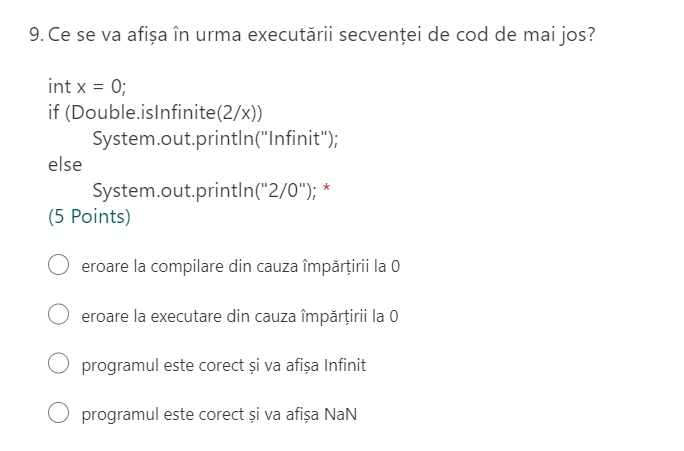 9. Ce se va afișa în urma executării secvenței de cod de mai jos?
int x = 0;
if (Double.isInfinite(2/x))
System.out.println("Infinit");
else
System.out.println("2/0"); *
(5 Points)
eroare la compilare din cauza împărțirii la 0
eroare la executare din cauza împărțirii la 0
programul este corect și va afișa Infinit
programul este corect și va afișa NaN